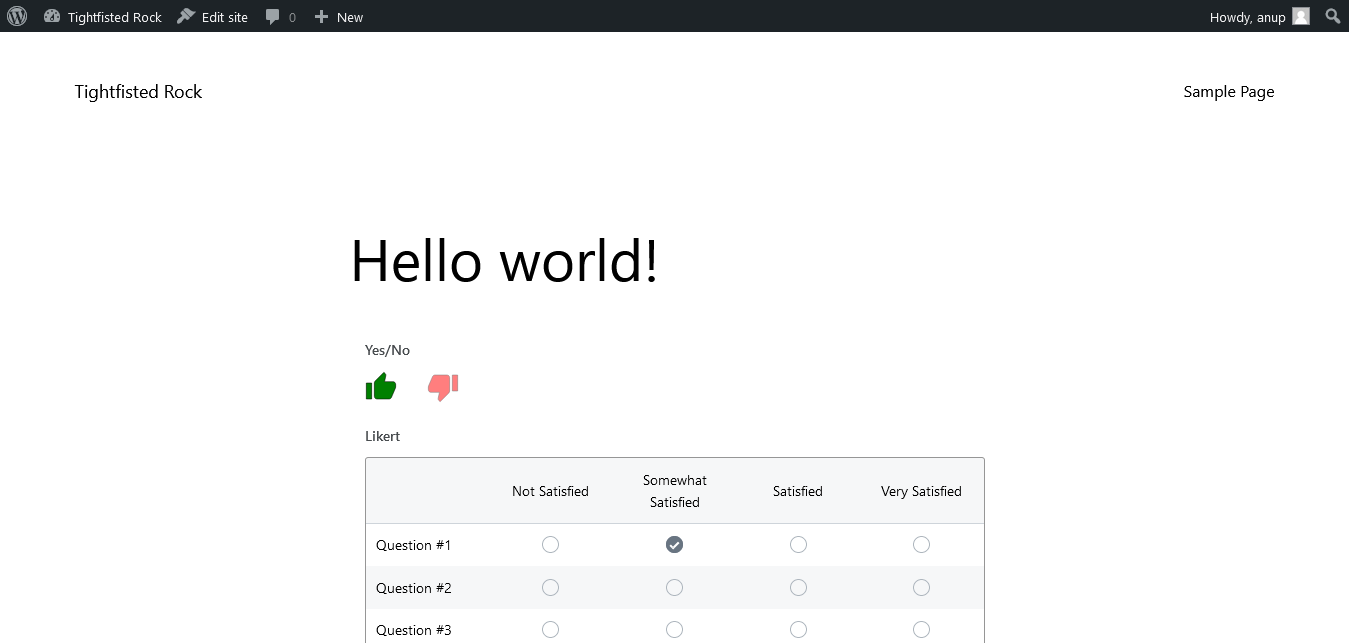 Tightfisted Rock Edit site 0 New Howdy, anup
Tightfisted Rock Sample Page
Hello world!
Yes/No
Likert
Not Satisfied Somewhat Satisfied Satisfied Very Satisfied
Question #1
Question #2
Question #3